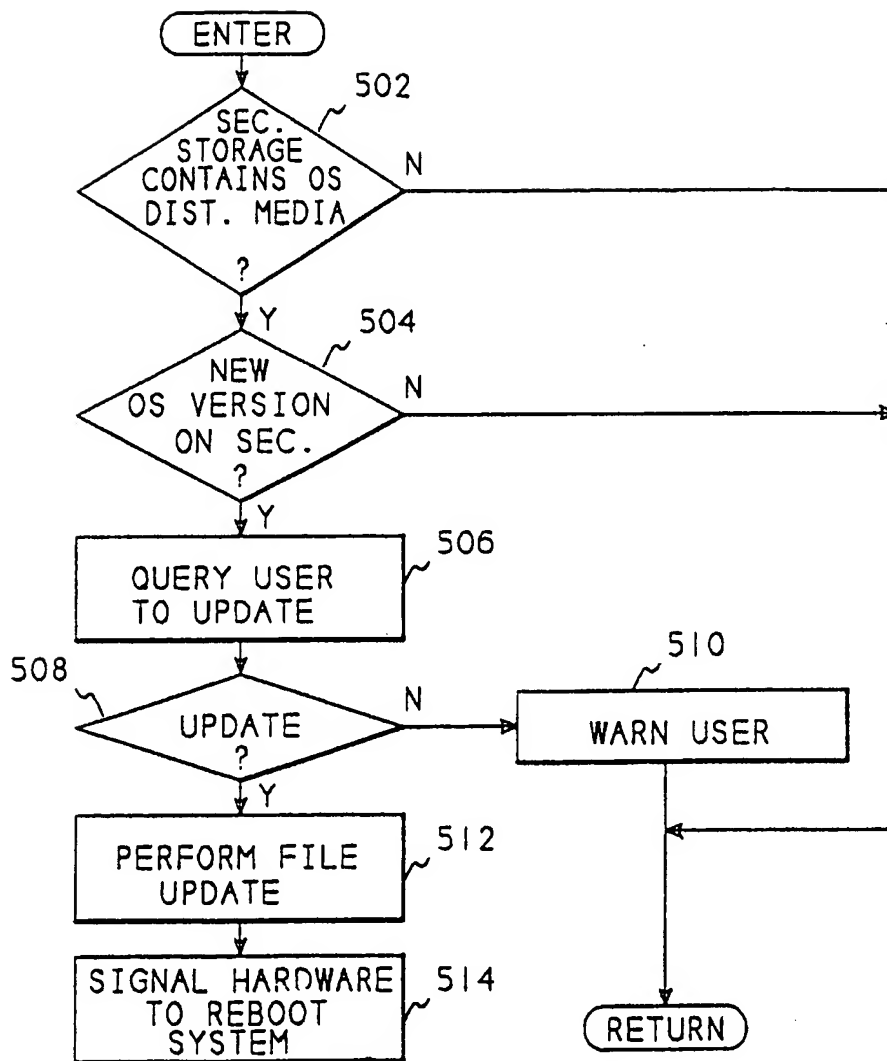 ENTER
502
SEC.
STORAGE
CONTAINS OS
DIST. MEDIA
?
N
Y
504
NEW
OS VERSION
ON SEC.
?
N
Y
506
QUERY USER
TO UPDATE
508
UPDATE
?
N
Y
510
WARN USER
512
PERFORM FILE
UPDATE
514
SIGNAL HARDWARE
TO REBOOT
SYSTEM
RETURN